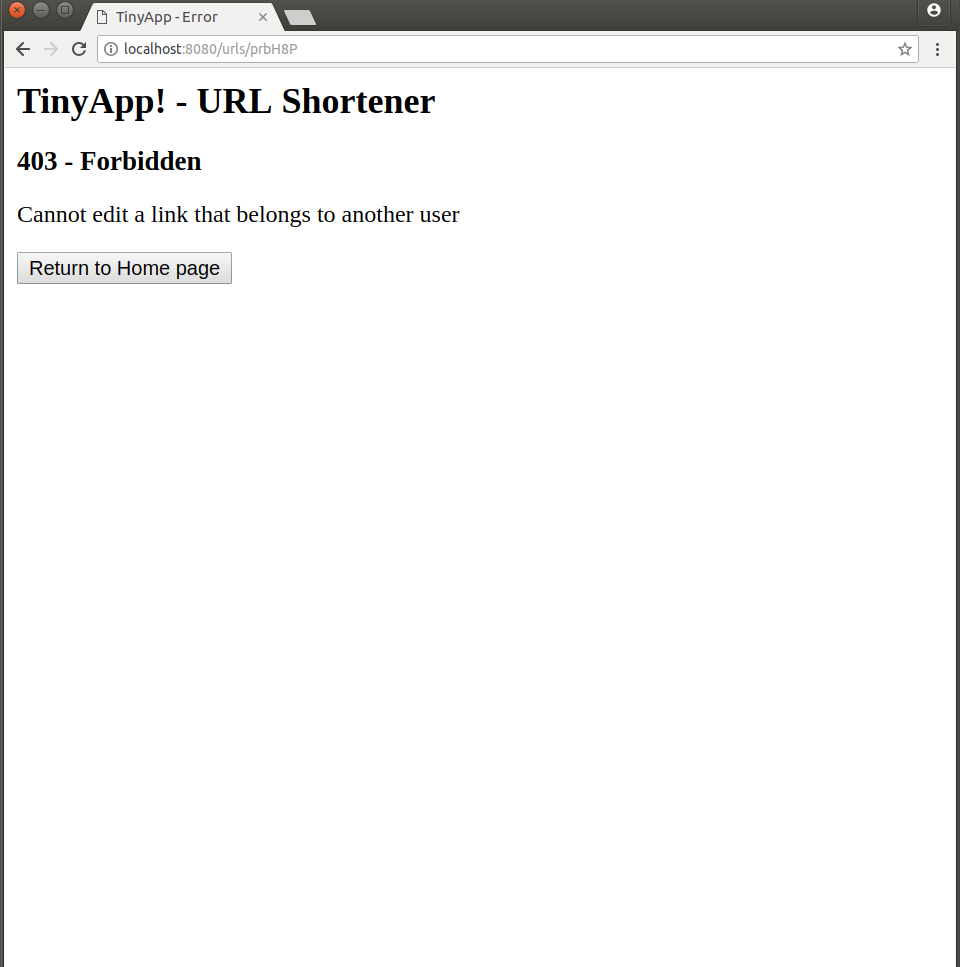 TinyApp - Error
localhost:8080/urls/prbH8P
TinyApp! - URL Shortener
403 - Forbidden
Cannot edit a link that belongs to another user
Return to Home page